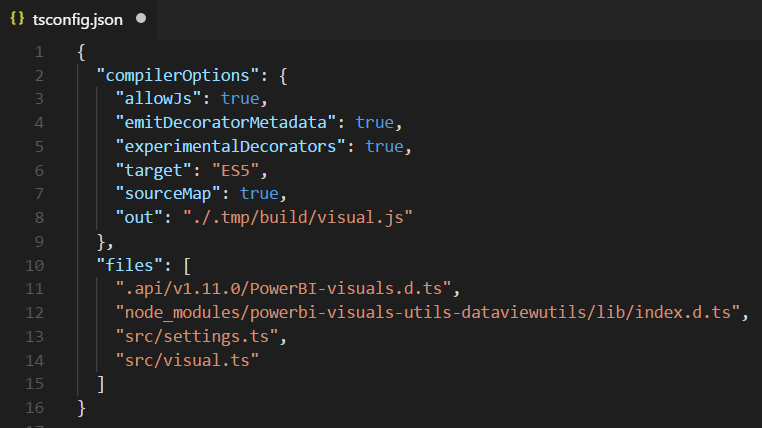 {} tsconfig.json ●
1 {
2   "compilerOptions": {
3     "allowJs": true,
4     "emitDecoratorMetadata": true,
5     "experimentalDecorators": true,
6     "target": "ES5",
7     "sourceMap": true,
8     "out": "./.tmp/build/visual.js"
9   },
10   "files": [
11     ".api/v1.11.0/PowerBI-visuals.d.ts",
12     "node_modules/powerbi-visuals-utils-dataviewutils/lib/index.d.ts",
13     "src/settings.ts",
14     "src/visual.ts"
15   ]
16 }